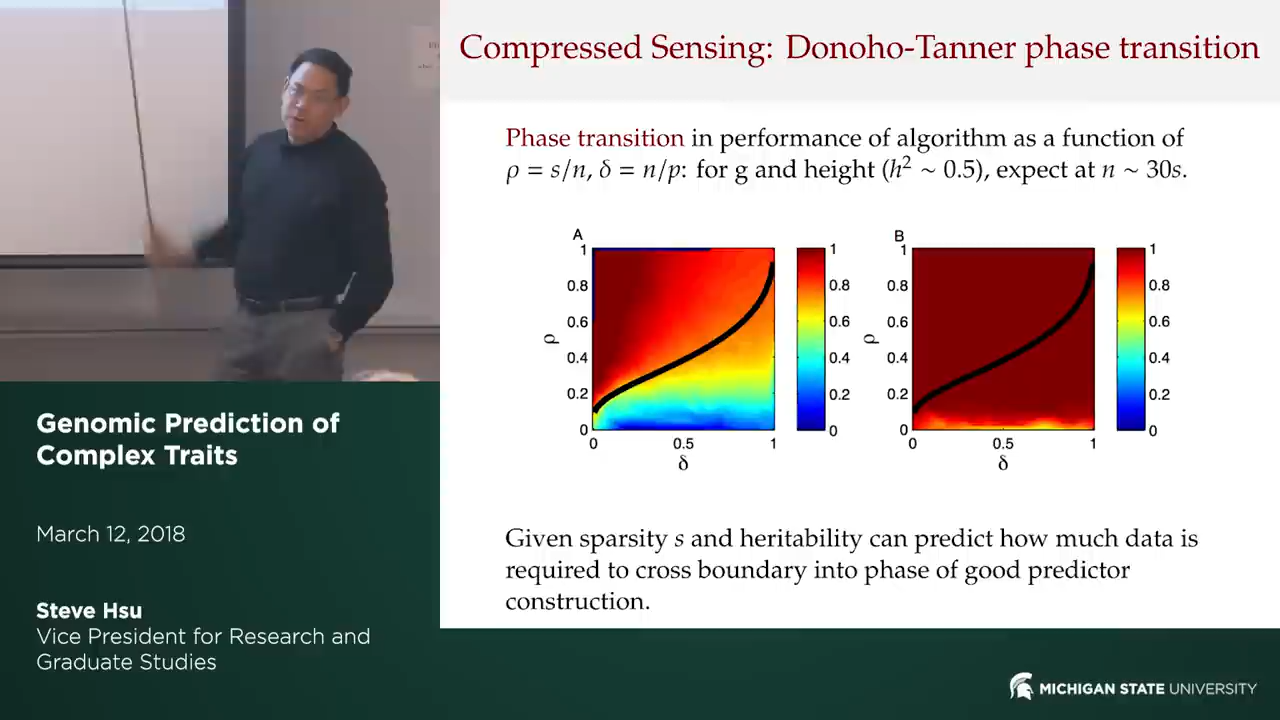 Compressed Sensing: Donoho-Tanner phase transition
Phase transition in performance of algorithm as a function of
ρ = s/n, δ = n/p: for g and height (h² ~ 0.5), expect at n ~ 30s.
A
1
0.8
0.6
0.4
0.2
0
ρ
0
0.5
1
δ
1
0.8
0.6
0.4
0.2
0
B
1
0.8
0.6
0.4
0.2
0
ρ
0
0.5
1
δ
1
0.8
0.6
0.4
0.2
0
Given sparsity s and heritability can predict how much data is
required to cross boundary into phase of good predictor
construction.
Genomic Prediction of
Complex Traits
March 12, 2018
Steve Hsu
Vice President for Research and
Graduate Studies
MICHIGAN STATE UNIVERSITY